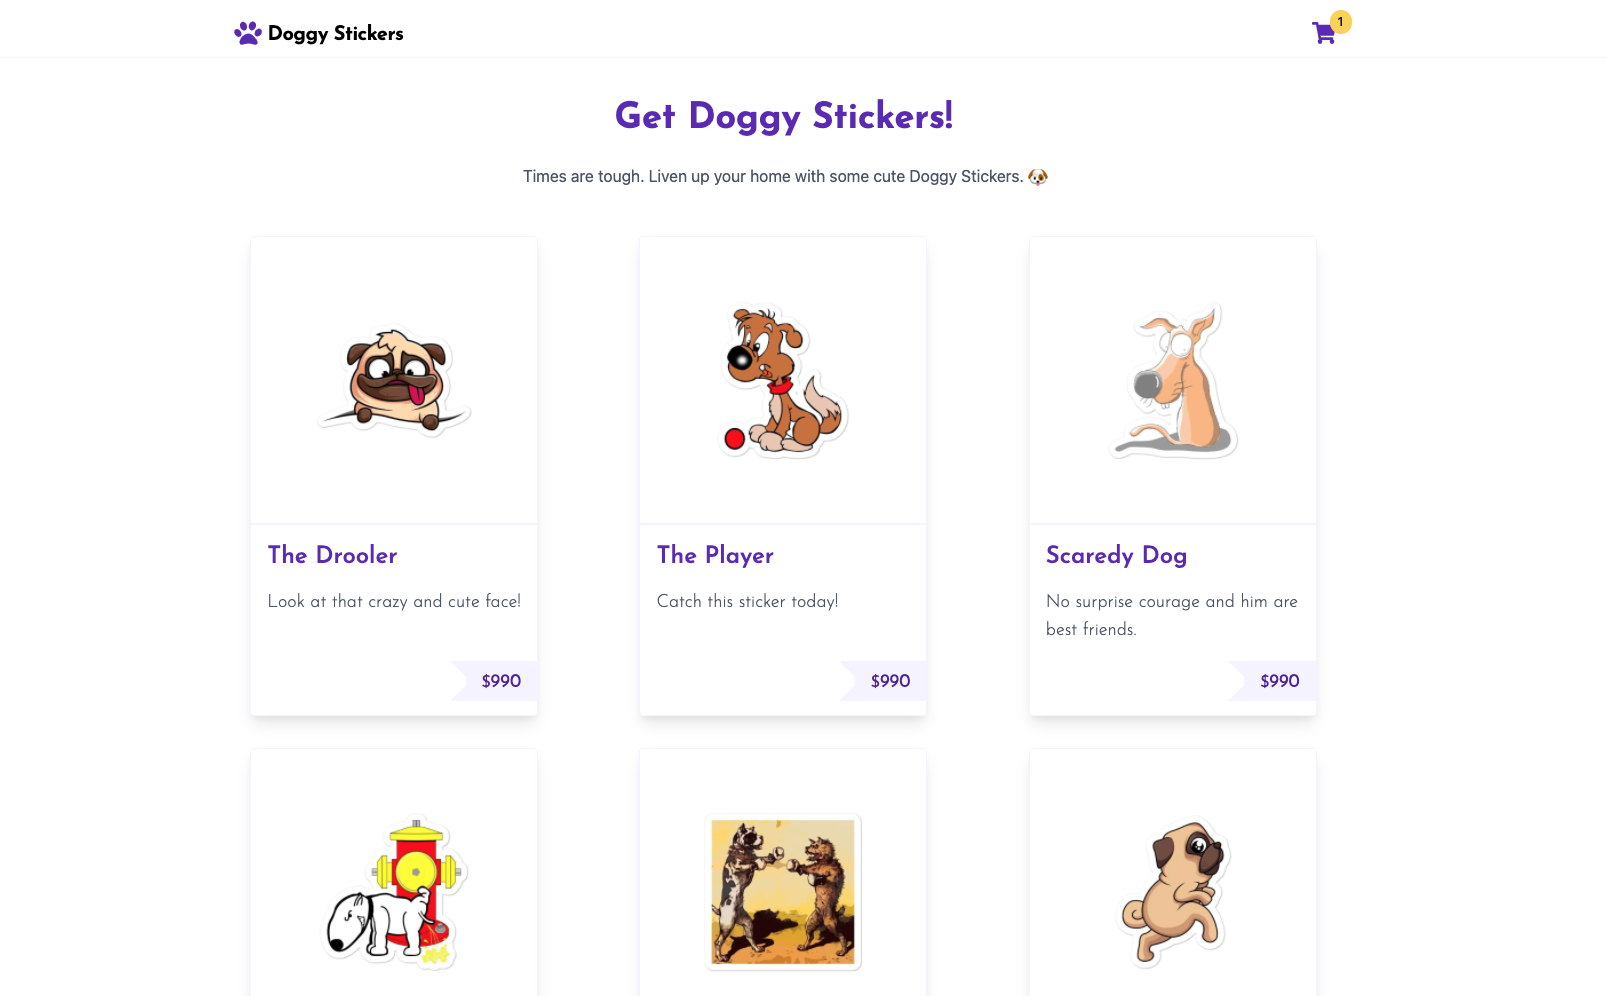 Doggy Stickers
1
Get Doggy Stickers!
Times are tough. Liven up your home with some cute Doggy Stickers. 🐶
The Drooler
Look at that crazy and cute face!
$990
The Player
Catch this sticker today!
$990
Scaredy Dog
No surprise courage and him are
best friends.
$990